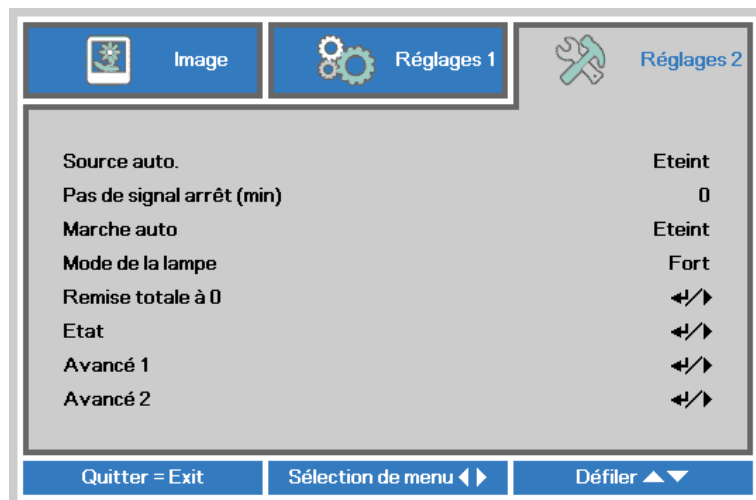 Image
Réglages 1
Réglages 2
Source auto. Eteint
Pas de signal arrêt (min) 0
Marche auto Eteint
Mode de la lampe Fort
Remise totale à 0
Etat
Avancé 1
Avancé 2
Quitter = Exit
Sélection de menu
Défiler